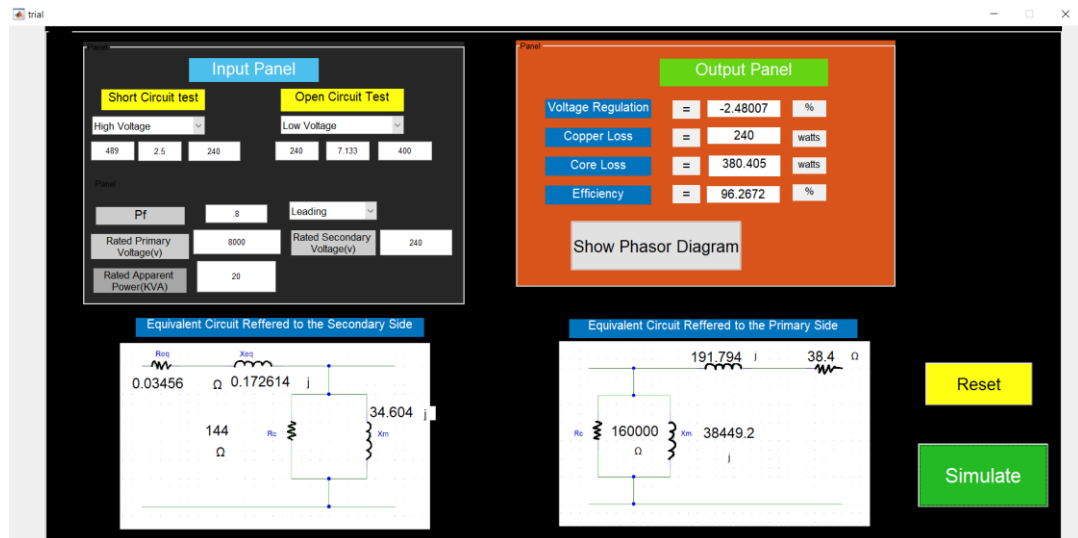 trial
Panel
Input Panel
Short Circuit test
Open Circuit Test
High Voltage
Low Voltage
489
2.5
240
240
7.133
400
Panel
Pf
.8
Leading
Rated Primary
Voltage(v)
8000
Rated Secondary
Voltage(v)
240
Rated Apparent
Power(KVA)
20
Panel
Output Panel
Voltage Regulation
=
-2.48007
%
Copper Loss
=
240
watts
Core Loss
=
380.405
watts
Efficiency
=
96.2672
%
Show Phasor Diagram
Equivalent Circuit Reffered to the Secondary Side
Req
Xeq
0.03456
Ω
0.172614
j
144
Ω
Rc
34.604
j
Xm
Equivalent Circuit Reffered to the Primary Side
191.794
j
38.4
Ω
Rc
160000
Ω
Xm
38449.2
j
Reset
Simulate